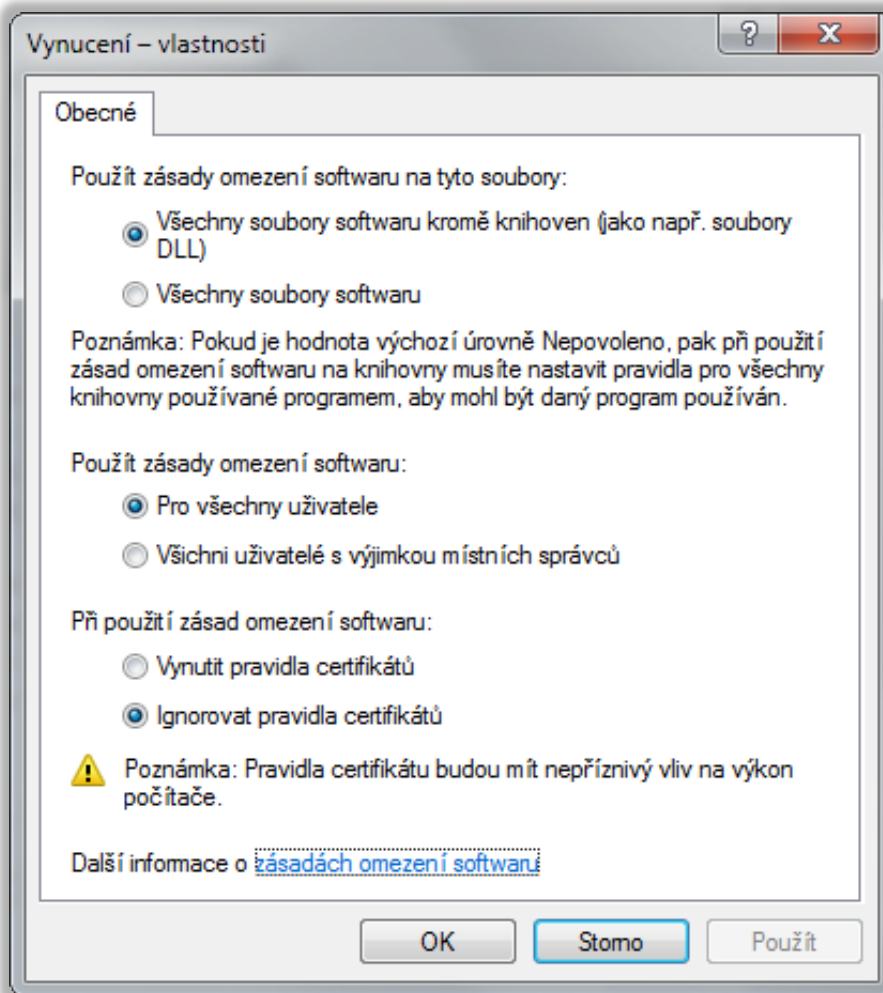 Vynucení – vlastnosti
?
Obecné
Použít zásady omezení softwaru na tyto soubory:
Všechny soubory softwaru kromě knihoven (jako např. soubory
DLL)
Všechny soubory softwaru
Poznámka: Pokud je hodnota výchozí úrovně Nepovoleno, pak při použití
zásad omezení softwaru na knihovny musíte nastavit pravidla pro všechny
knihovny používané programem, aby mohl být daný program používán.
Použít zásady omezení softwaru:
Pro všechny uživatele
Všichni uživatelé s výjimkou místních správců
Při použití zásad omezení softwaru:
Vynutit pravidla certifikátů
Ignorovat pravidla certifikátů
Poznámka: Pravidla certifikátu budou mít nepříznivý vliv na výkon
počítače.
Další informace o zásadách omezení softwaru
OK Storno Použít